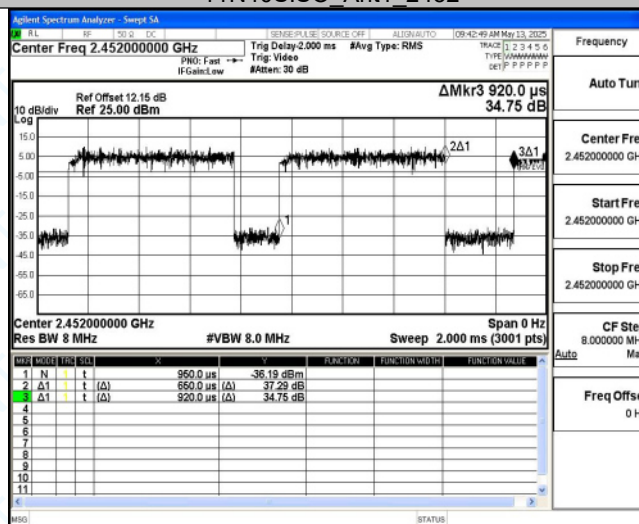 Agilent Spectrum Analyzer - Swept SA
RL RF 50 Ω DC SENSE:PULSE SOURCE OFF ALIGNAUTO 09:42:49 AM May 13, 2025
Center Freq 2.452000000 GHz
PNO: Fast
IFGain:Low
Trig Delay-2.000 ms #Avg Type: RMS
Trig: Video
#Atten: 30 dB
TRACE 1 2 3 4 5 6
TYPE
DET P P P P P P
Frequency
Ref Offset 12.15 dB
10 dB/div Ref 25.00 dBm
Log
ΔMkr3 920.0 µs
34.75 dB
15.0
5.00
-5.00
-15.0
-25.0
-35.0
-45.0
-55.0
-65.0
2Δ1
3Δ1
1
Auto Tun
Center Fre
2.452000000 GH
Start Fre
2.452000000 GH
Stop Fre
2.452000000 GH
CF Ste
8.000000 MH
Auto Ma
Freq Offse
0 H
Center 2.452000000 GHz Span 0 Hz
Res BW 8 MHz #VBW 8.0 MHz Sweep 2.000 ms (3001 pts)
MKR MODE TRC SCL X Y FUNCTION FUNCTION WIDTH FUNCTION VALUE
1 N 1 t 950.0 µs -36.19 dBm
2 Δ1 1 t (Δ) 650.0 µs (Δ) 37.29 dB
3 Δ1 1 t (Δ) 920.0 µs (Δ) 34.75 dB
4
5
6
7
8
9
10
11
MSG STATUS